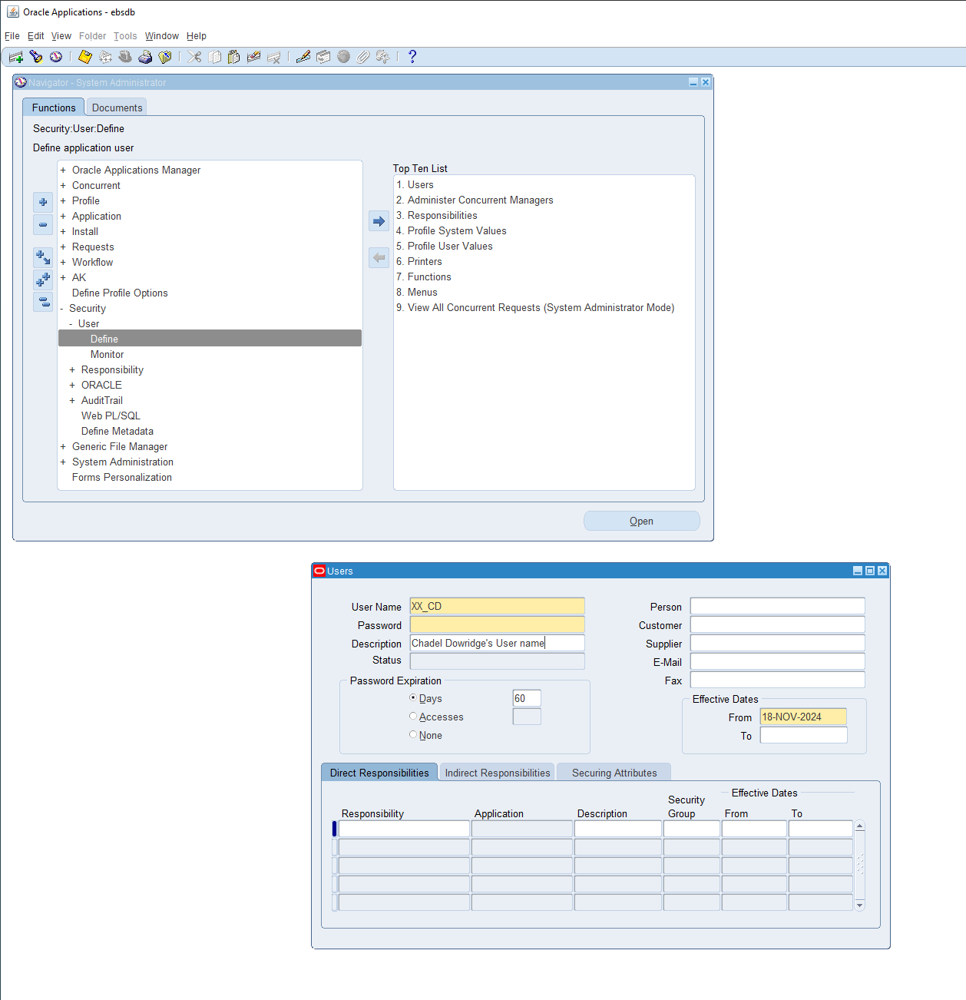 Oracle Applications - ebsdb
File Edit View Folder Tools Window Help
?
Navigator - System Administrator
Functions Documents
Security:User:Define
Define application user
+ Oracle Applications Manager
+ Concurrent
+ Profile
+ Application
+ Install
+ Requests
+ Workflow
+ AK
Define Profile Options
- Security
- User
Define
Monitor
+ Responsibility
+ ORACLE
+ AuditTrail
Web PL/SQL
Define Metadata
+ Generic File Manager
+ System Administration
Forms Personalization
Top Ten List
1. Users
2. Administer Concurrent Managers
3. Responsibilities
4. Profile System Values
5. Profile User Values
6. Printers
7. Functions
8. Menus
9. View All Concurrent Requests (System Administrator Mode)
Open
Users
User Name XX_CD
Password
Description Chadel Dowridge's User name
Status
Person
Customer
Supplier
E-Mail
Fax
Password Expiration
Days 60
Accesses
None
Effective Dates
From 18-NOV-2024
To
Direct Responsibilities Indirect Responsibilities Securing Attributes
Effective Dates
Responsibility Application Description Security Group From To